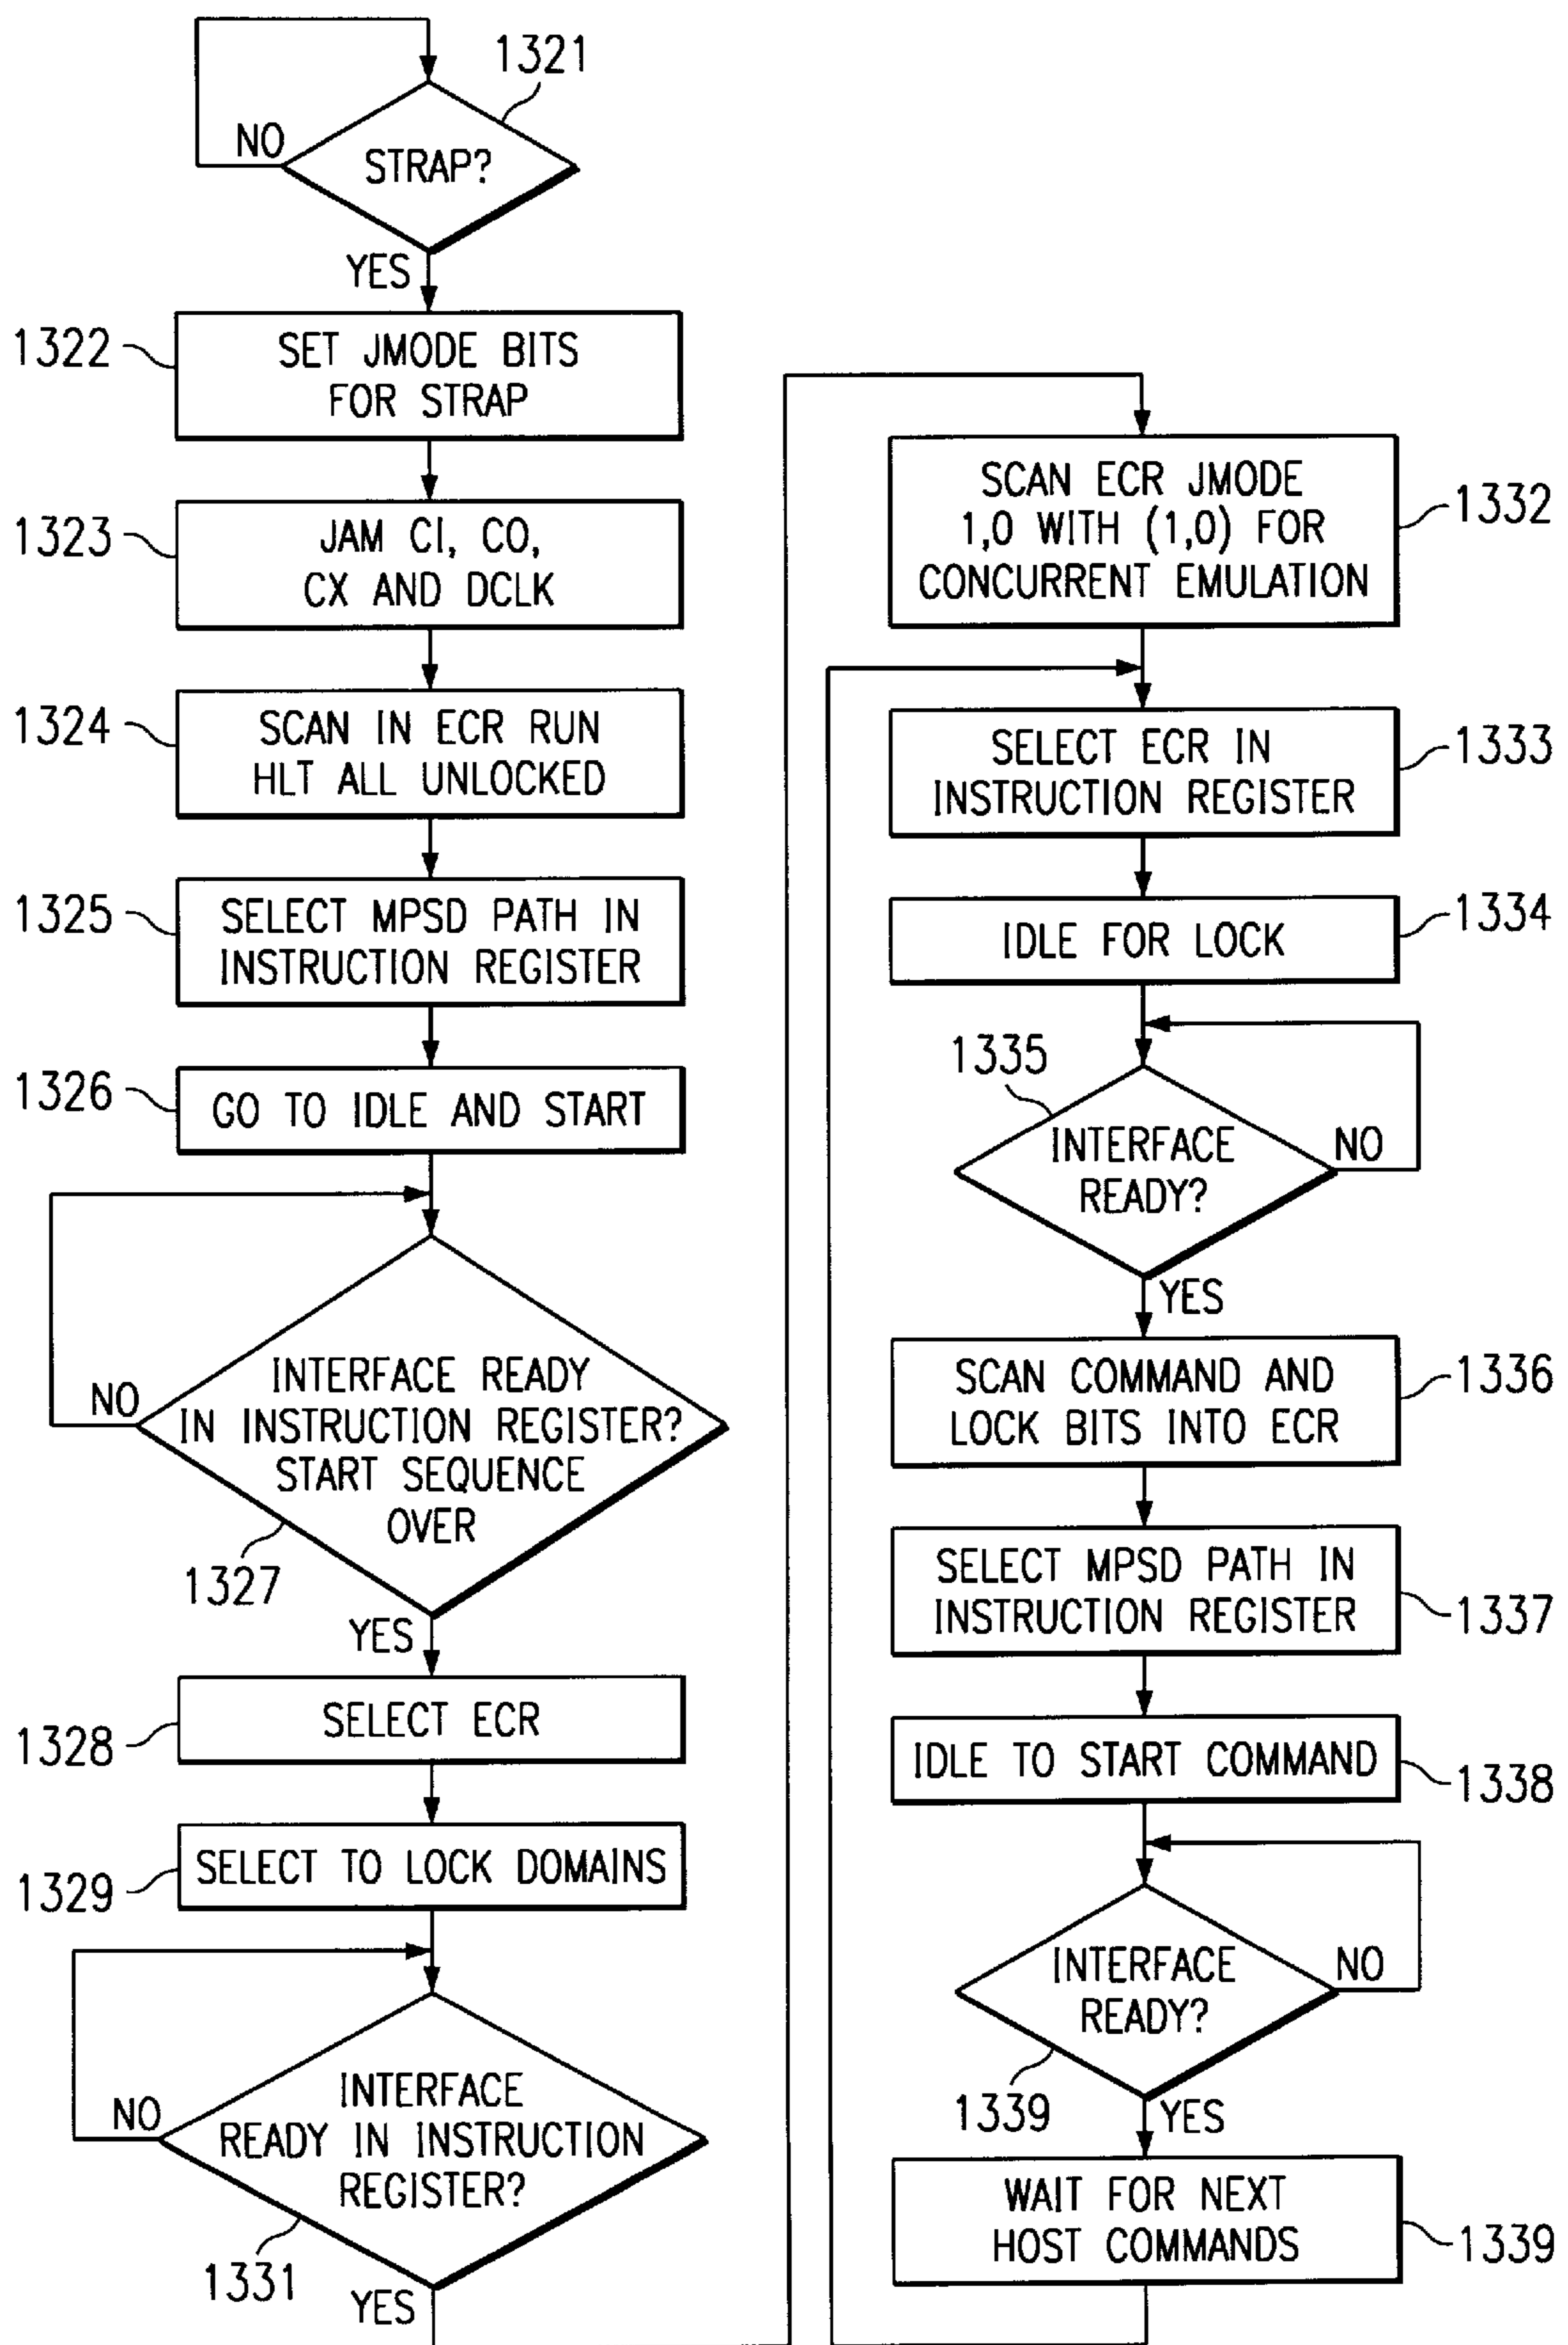 1321
NO
STRAP?
YES
1322
SET JMODE BITS
FOR STRAP
1323
JAM CI, CO,
CX AND DCLK
1324
SCAN IN ECR RUN
HLT ALL UNLOCKED
1325
SELECT MPSD PATH IN
INSTRUCTION REGISTER
1326
GO TO IDLE AND START
NO
INTERFACE READY
IN INSTRUCTION REGISTER?
START SEQUENCE
OVER
1327
YES
1328
SELECT ECR
1329
SELECT TO LOCK DOMAINS
NO
INTERFACE
READY IN INSTRUCTION
REGISTER?
1331
YES
SCAN ECR JMODE
1,0 WITH (1,0) FOR
CONCURRENT EMULATION
1332
SELECT ECR IN
INSTRUCTION REGISTER
1333
IDLE FOR LOCK
1334
1335
INTERFACE
READY?
NO
YES
SCAN COMMAND AND
LOCK BITS INTO ECR
1336
SELECT MPSD PATH IN
INSTRUCTION REGISTER
1337
IDLE TO START COMMAND
1338
INTERFACE
READY?
NO
1339
YES
WAIT FOR NEXT
HOST COMMANDS
1339